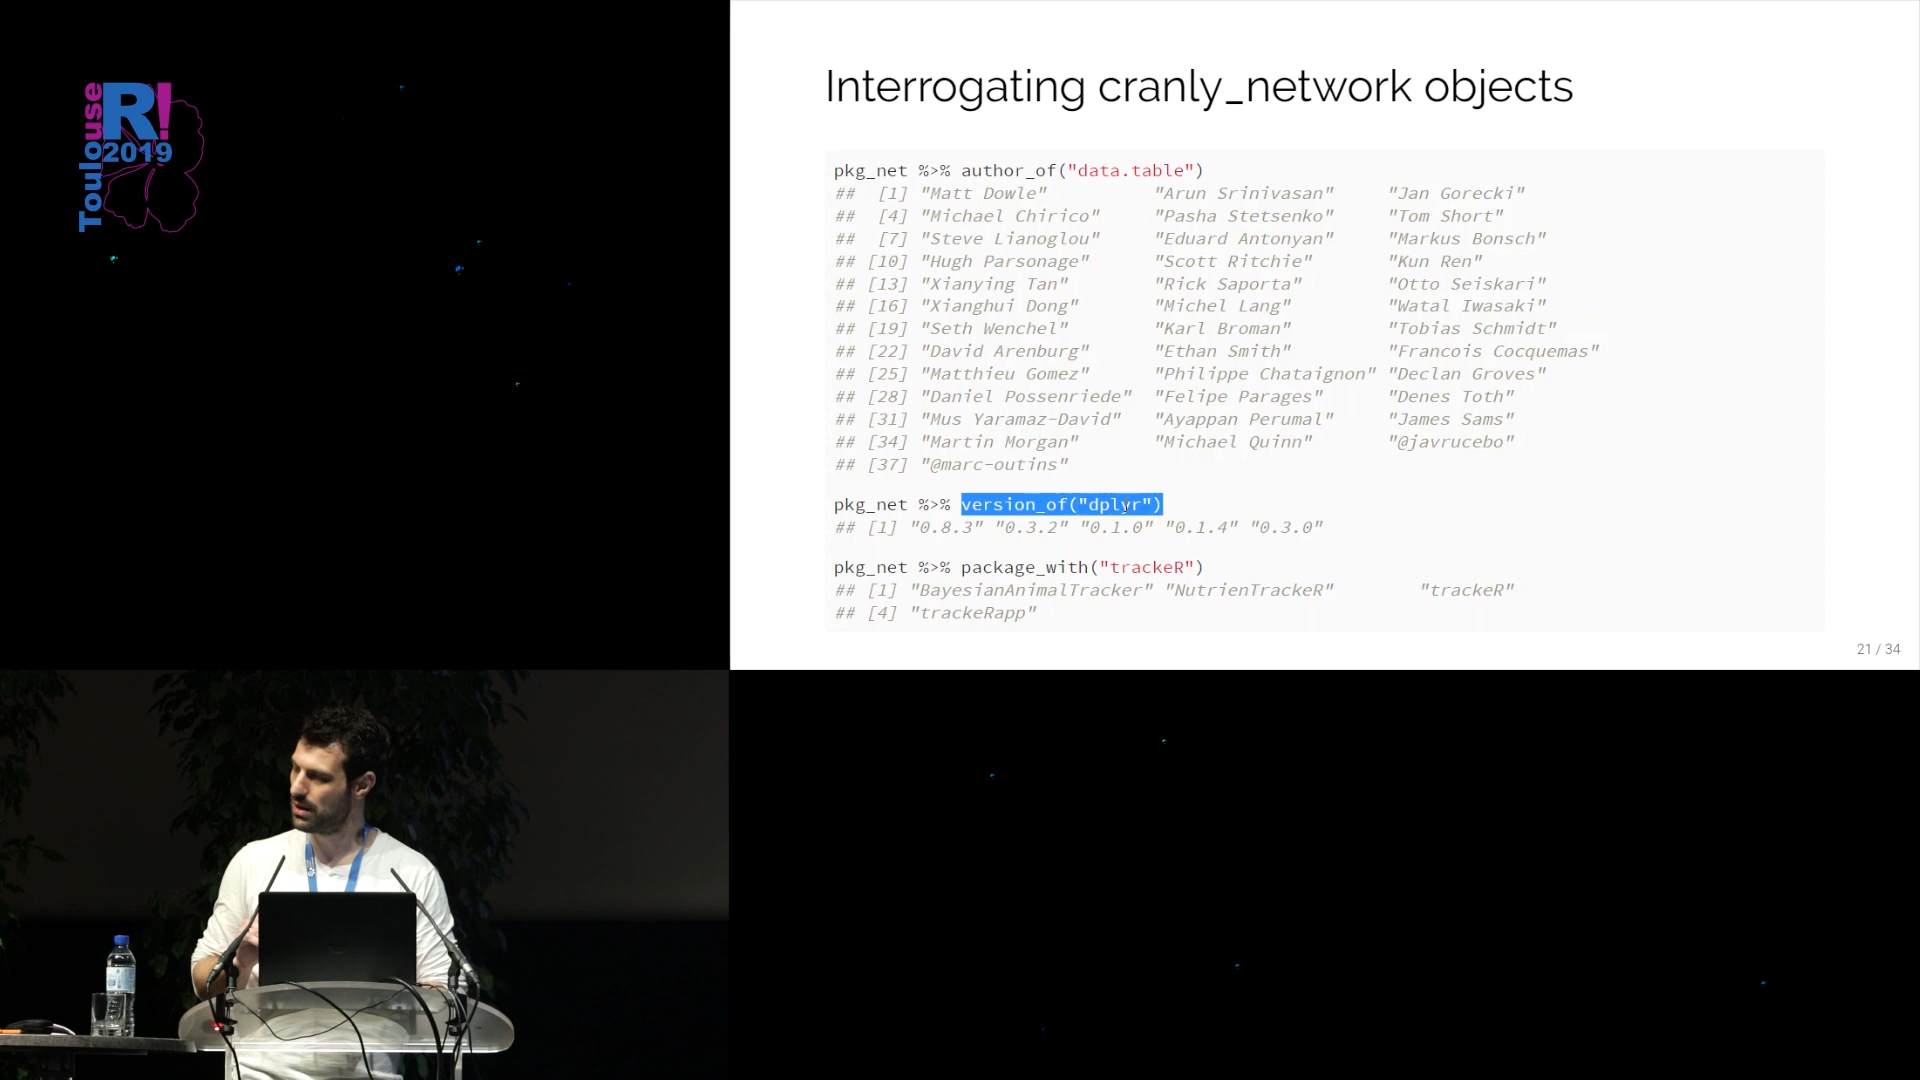 Toulouse
R!
2019
Interrogating cranly_network objects
pkg_net %>% author_of("data.table")
##  [1] "Matt Dowle"          "Arun Srinivasan"     "Jan Gorecki"
##  [4] "Michael Chirico"     "Pasha Stetsenko"     "Tom Short"
##  [7] "Steve Lianoglou"     "Eduard Antonyan"     "Markus Bonsch"
## [10] "Hugh Parsonage"      "Scott Ritchie"       "Kun Ren"
## [13] "Xianying Tan"        "Rick Saporta"        "Otto Seiskari"
## [16] "Xianghui Dong"       "Michel Lang"         "Watal Iwasaki"
## [19] "Seth Wenchel"        "Karl Broman"         "Tobias Schmidt"
## [22] "David Arenburg"      "Ethan Smith"         "Francois Cocquemas"
## [25] "Matthieu Gomez"      "Philippe Chataignon" "Declan Groves"
## [28] "Daniel Possenriede"  "Felipe Parages"      "Denes Toth"
## [31] "Mus Yaramaz-David"   "Ayappan Perumal"     "James Sams"
## [34] "Martin Morgan"       "Michael Quinn"       "@javrucebo"
## [37] "@marc-outins"
pkg_net %>% version_of("dplyr")
## [1] "0.8.3" "0.3.2" "0.1.0" "0.1.4" "0.3.0"
pkg_net %>% package_with("trackeR")
## [1] "BayesianAnimalTracker" "NutrienTrackeR"        "trackeR"
## [4] "trackeRapp"
21 / 34